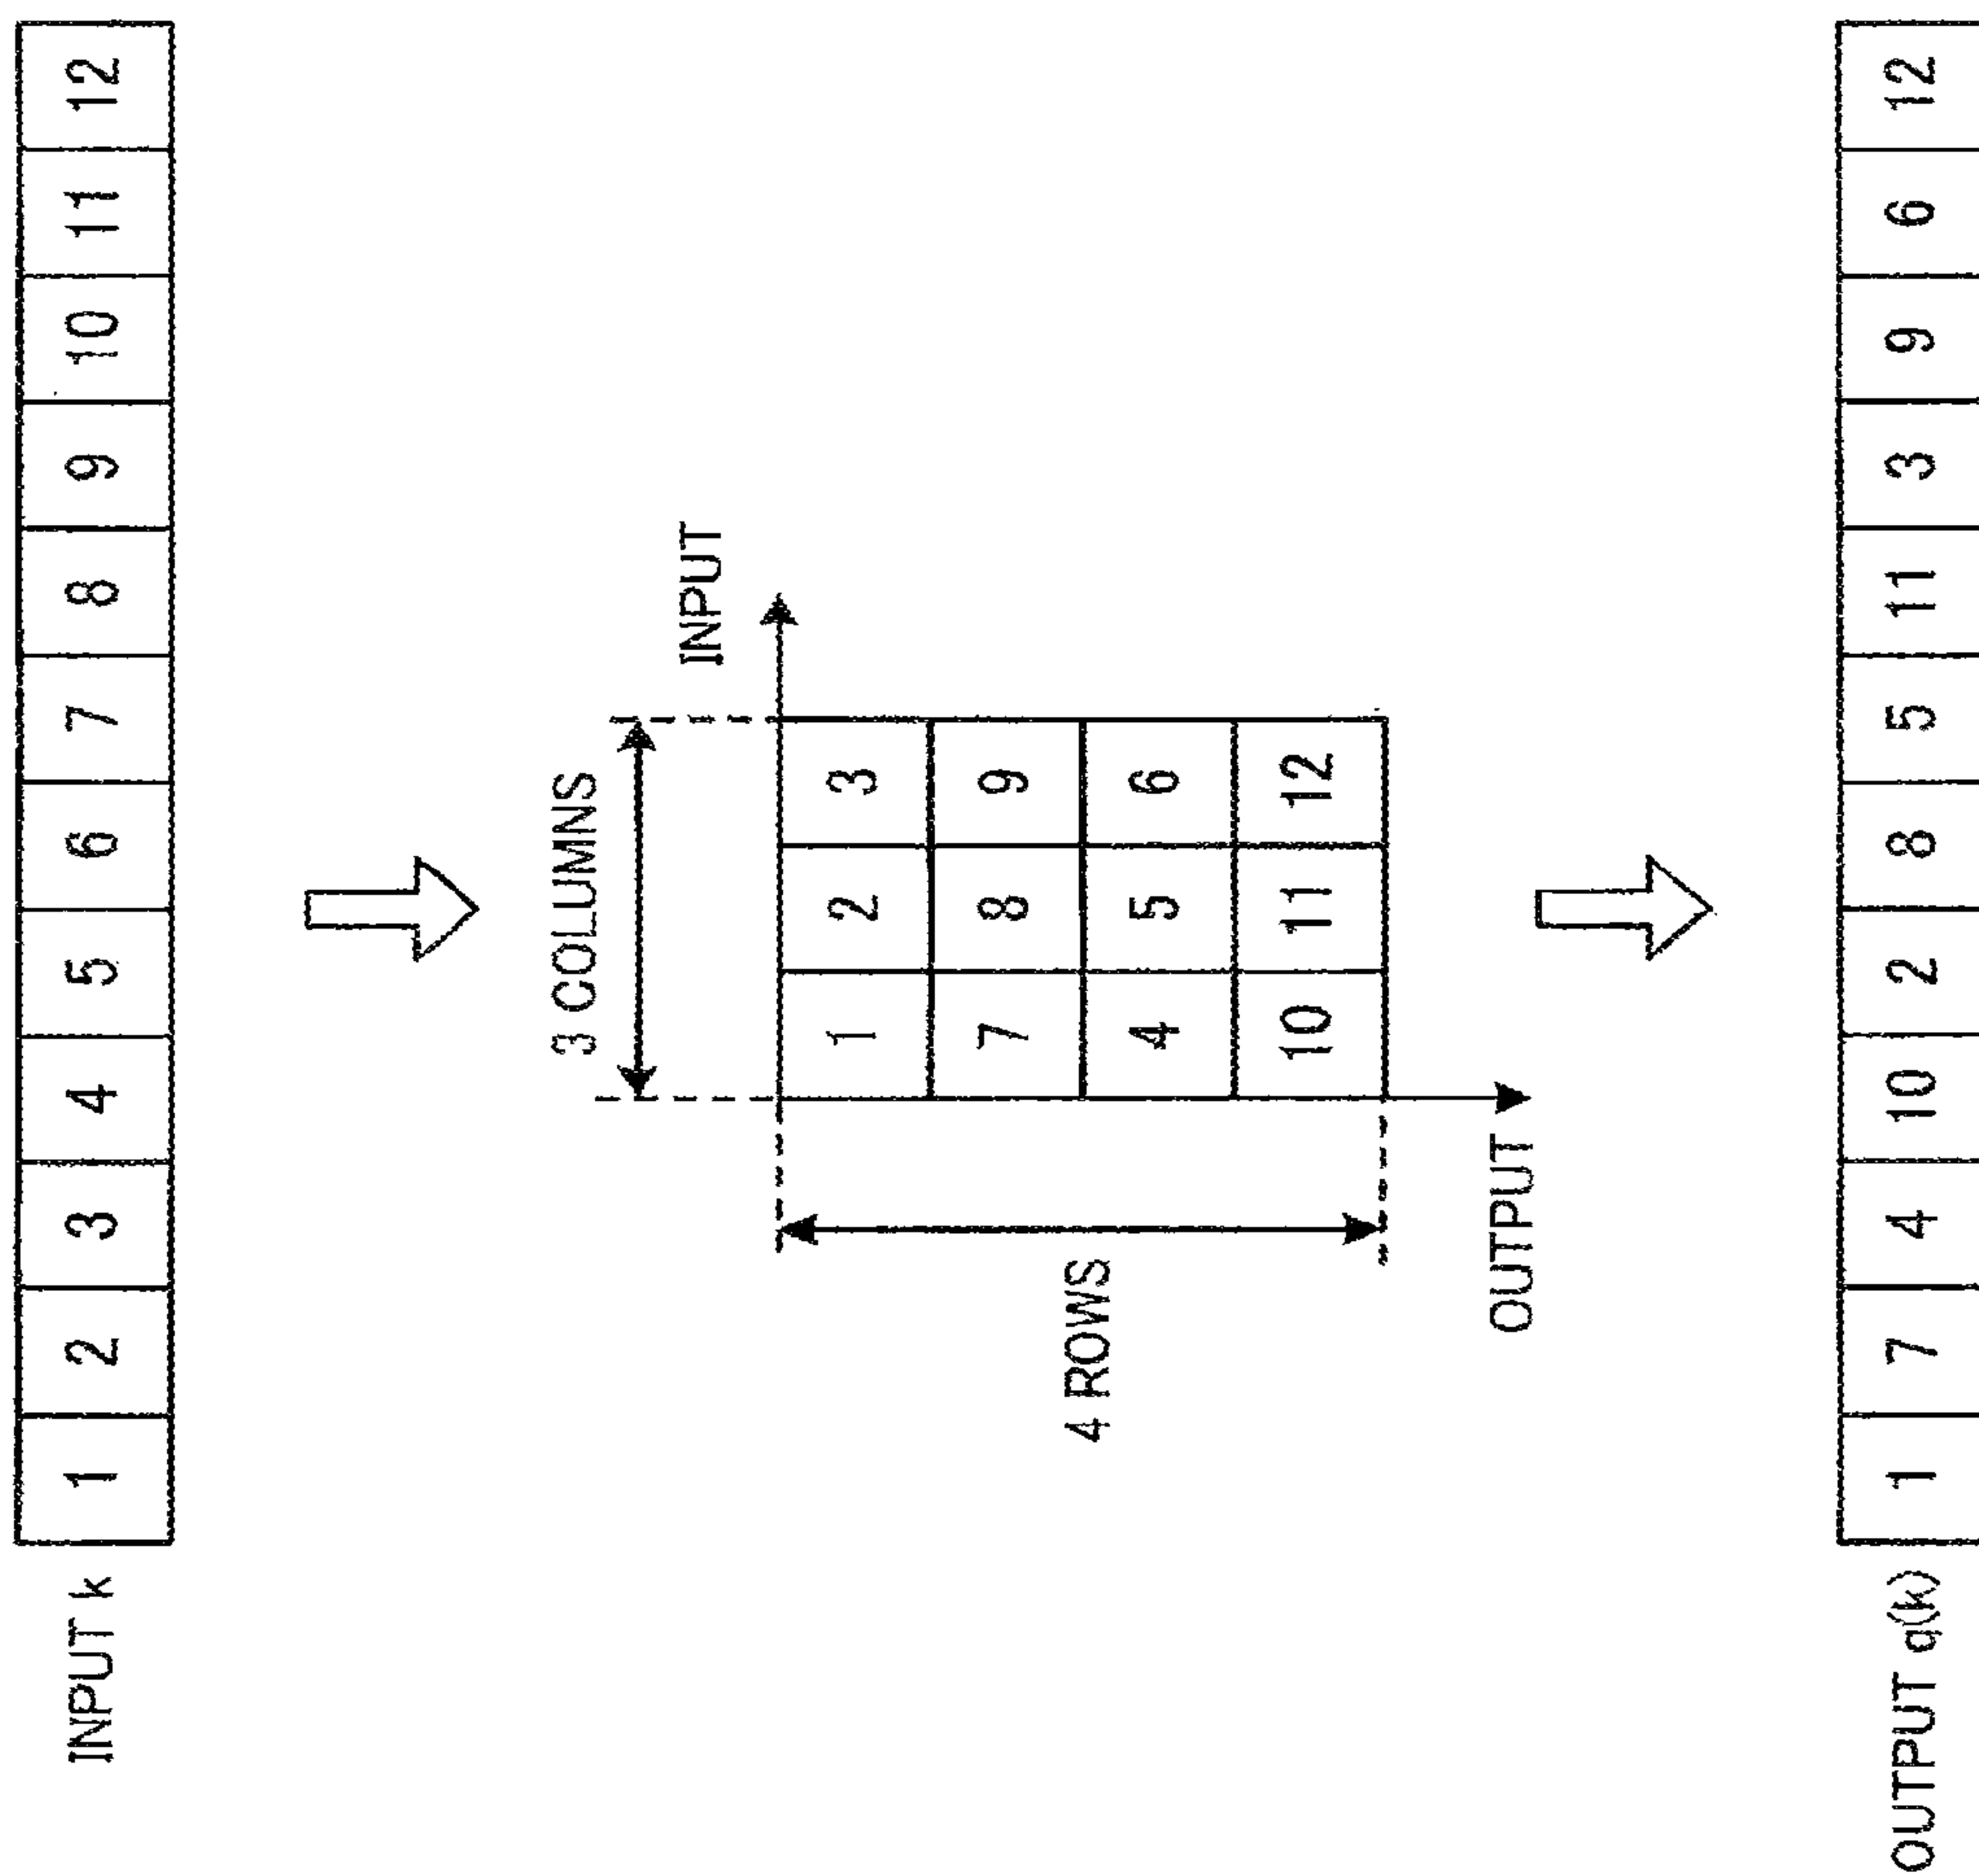 INPUT k 1 2 3 4 5 6 7 8 9 10 11 12
3 COLUMNS
INPUT
1 2 3
7 8 9
4 ROWS
4 5 6
10 11 12
OUTPUT
OUTPUT q(k) 1 7 4 10 2 8 5 11 3 9 6 12